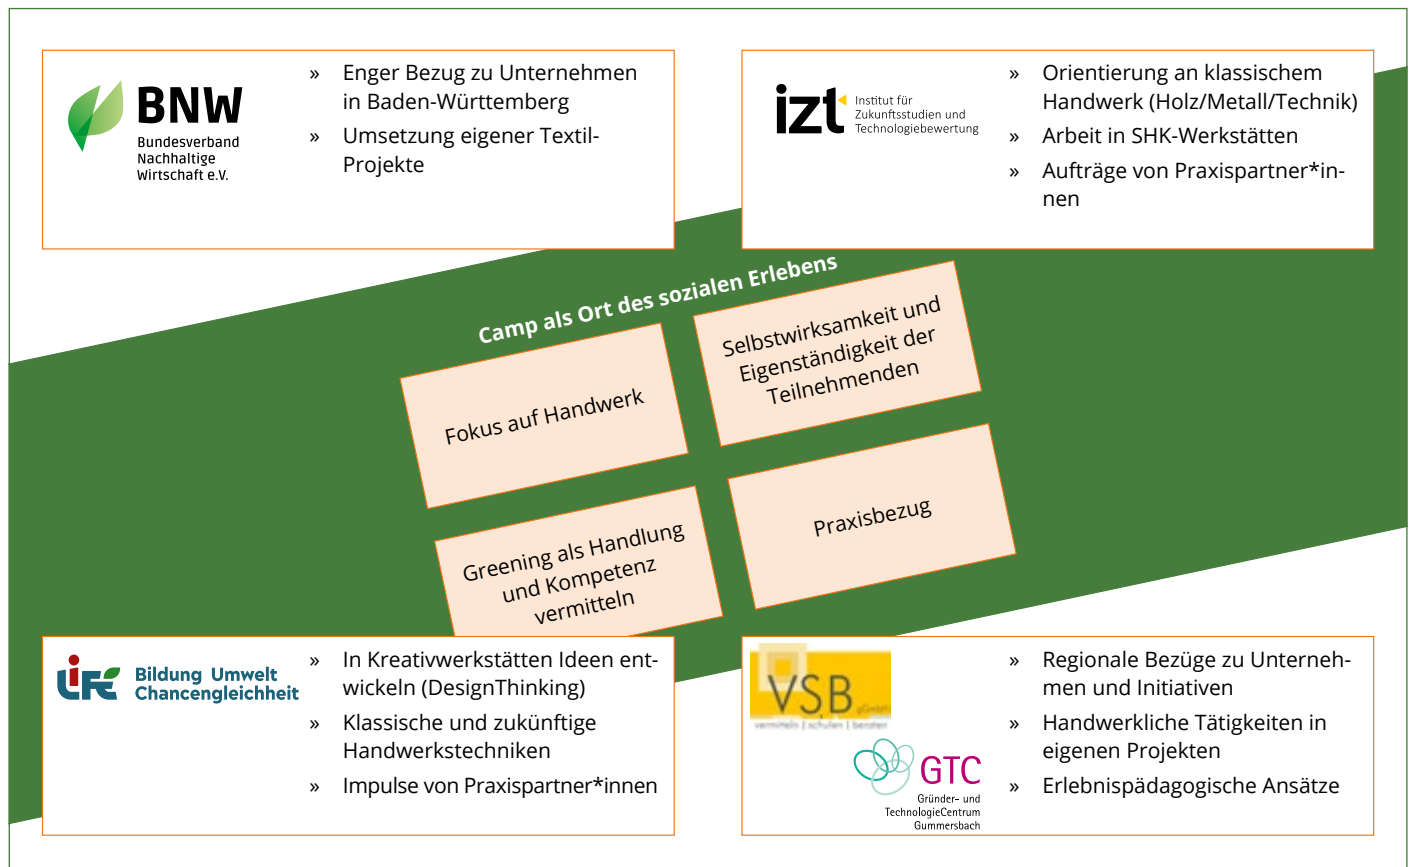 BNW
Bundesverband
Nachhaltige
Wirtschaft e.V.
» Enger Bezug zu Unternehmen
in Baden-Württemberg
» Umsetzung eigener Textil-
Projekte
izt
Institut für
Zukunftsstudien und
Technologiebewertung
» Orientierung an klassischem
Handwerk (Holz/Metall/Technik)
» Arbeit in SHK-Werkstätten
» Aufträge von Praxispartner*in-
nen
Camp als Ort des sozialen Erlebens
Fokus auf Handwerk
Selbstwirksamkeit und
Eigenständigkeit der
Teilnehmenden
Greening als Handlung
und Kompetenz
vermitteln
Praxisbezug
LIFE
Bildung Umwelt
Chancengleichheit
» In Kreativwerkstätten Ideen ent-
wickeln (DesignThinking)
» Klassische und zukünftige
Handwerkstechniken
» Impulse von Praxispartner*innen
VSB
gGmbH
vermitteln | schulen | beraten
GTC
Gründer- und
TechnologieCentrum
Gummersbach
» Regionale Bezüge zu Unterneh-
men und Initiativen
» Handwerkliche Tätigkeiten in
eigenen Projekten
» Erlebnispädagogische Ansätze